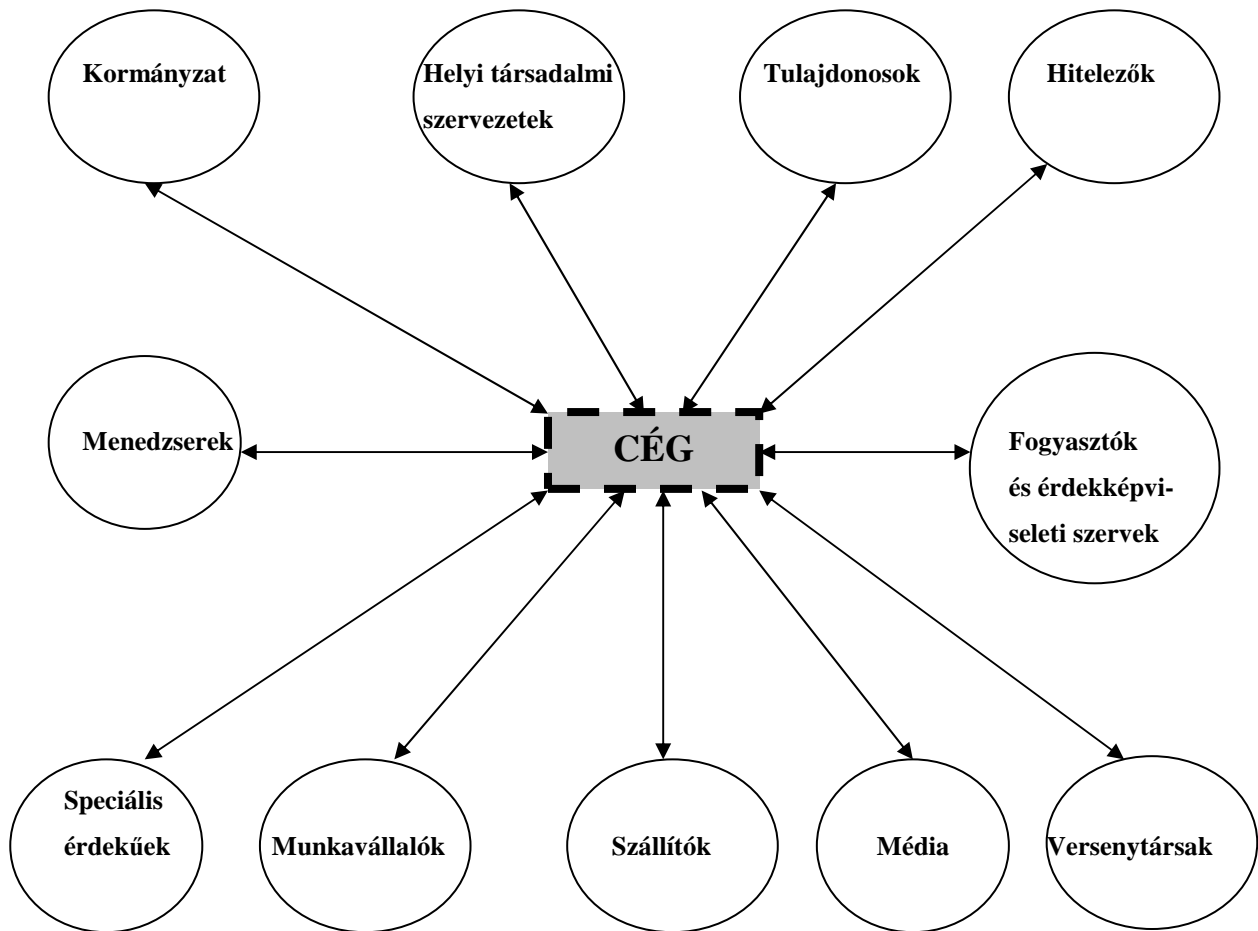 Kormányzat
Helyi társadalmi
szervezetek
Tulajdonosok
Hitelezők
Menedzserek
CÉG
Fogyasztók
és érdekképvi-
seleti szervek
Speciális
érdekűek
Munkavállalók
Szállítók
Média
Versenytársak